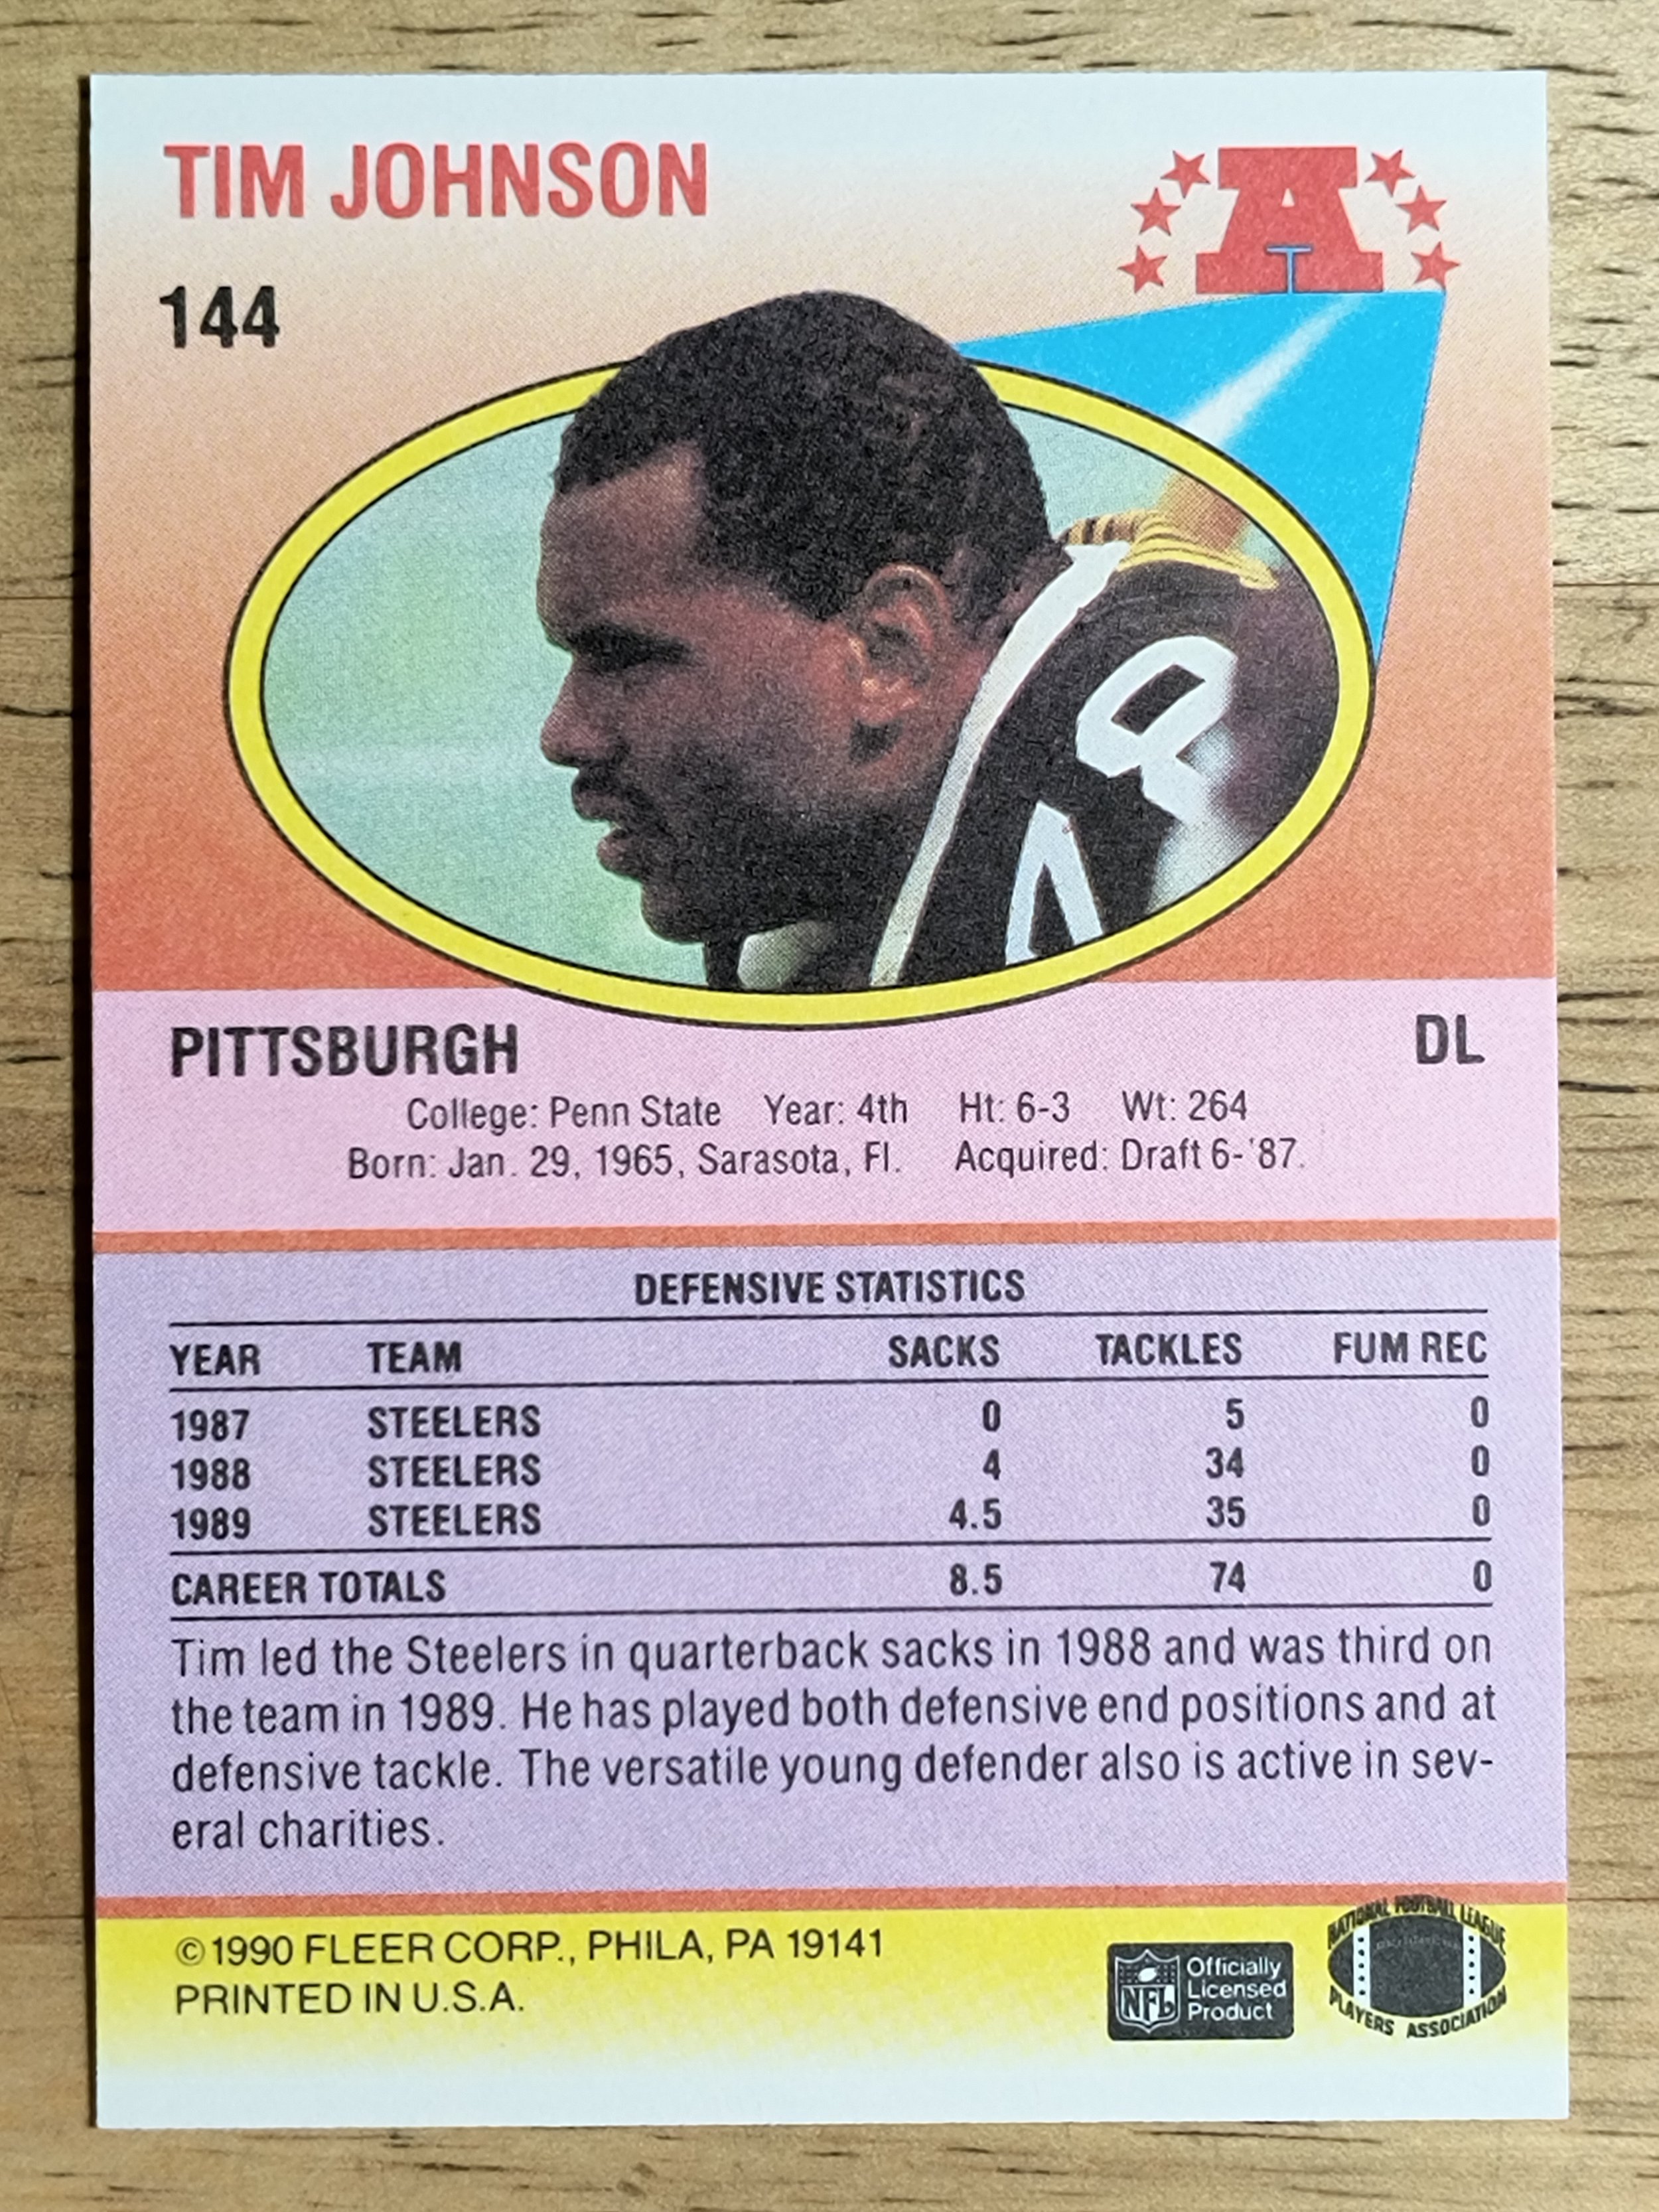 TIM JOHNSON
A
144
PITTSBURGH DL
College: Penn State Year: 4th Ht: 6-3 Wt: 264
Born: Jan. 29, 1965, Sarasota, Fl. Acquired: Draft 6-'87.
DEFENSIVE STATISTICS
YEAR TEAM SACKS TACKLES FUM REC
1987 STEELERS 0 5 0
1988 STEELERS 4 34 0
1989 STEELERS 4.5 35 0
CAREER TOTALS 8.5 74 0
Tim led the Steelers in quarterback sacks in 1988 and was third on
the team in 1989. He has played both defensive end positions and at
defensive tackle. The versatile young defender also is active in sev-
eral charities.
©1990 FLEER CORP., PHILA, PA 19141
PRINTED IN U.S.A.
NFL
Officially
Licensed
Product
NATIONAL FOOTBALL LEAGUE
PLAYERS ASSOCIATION